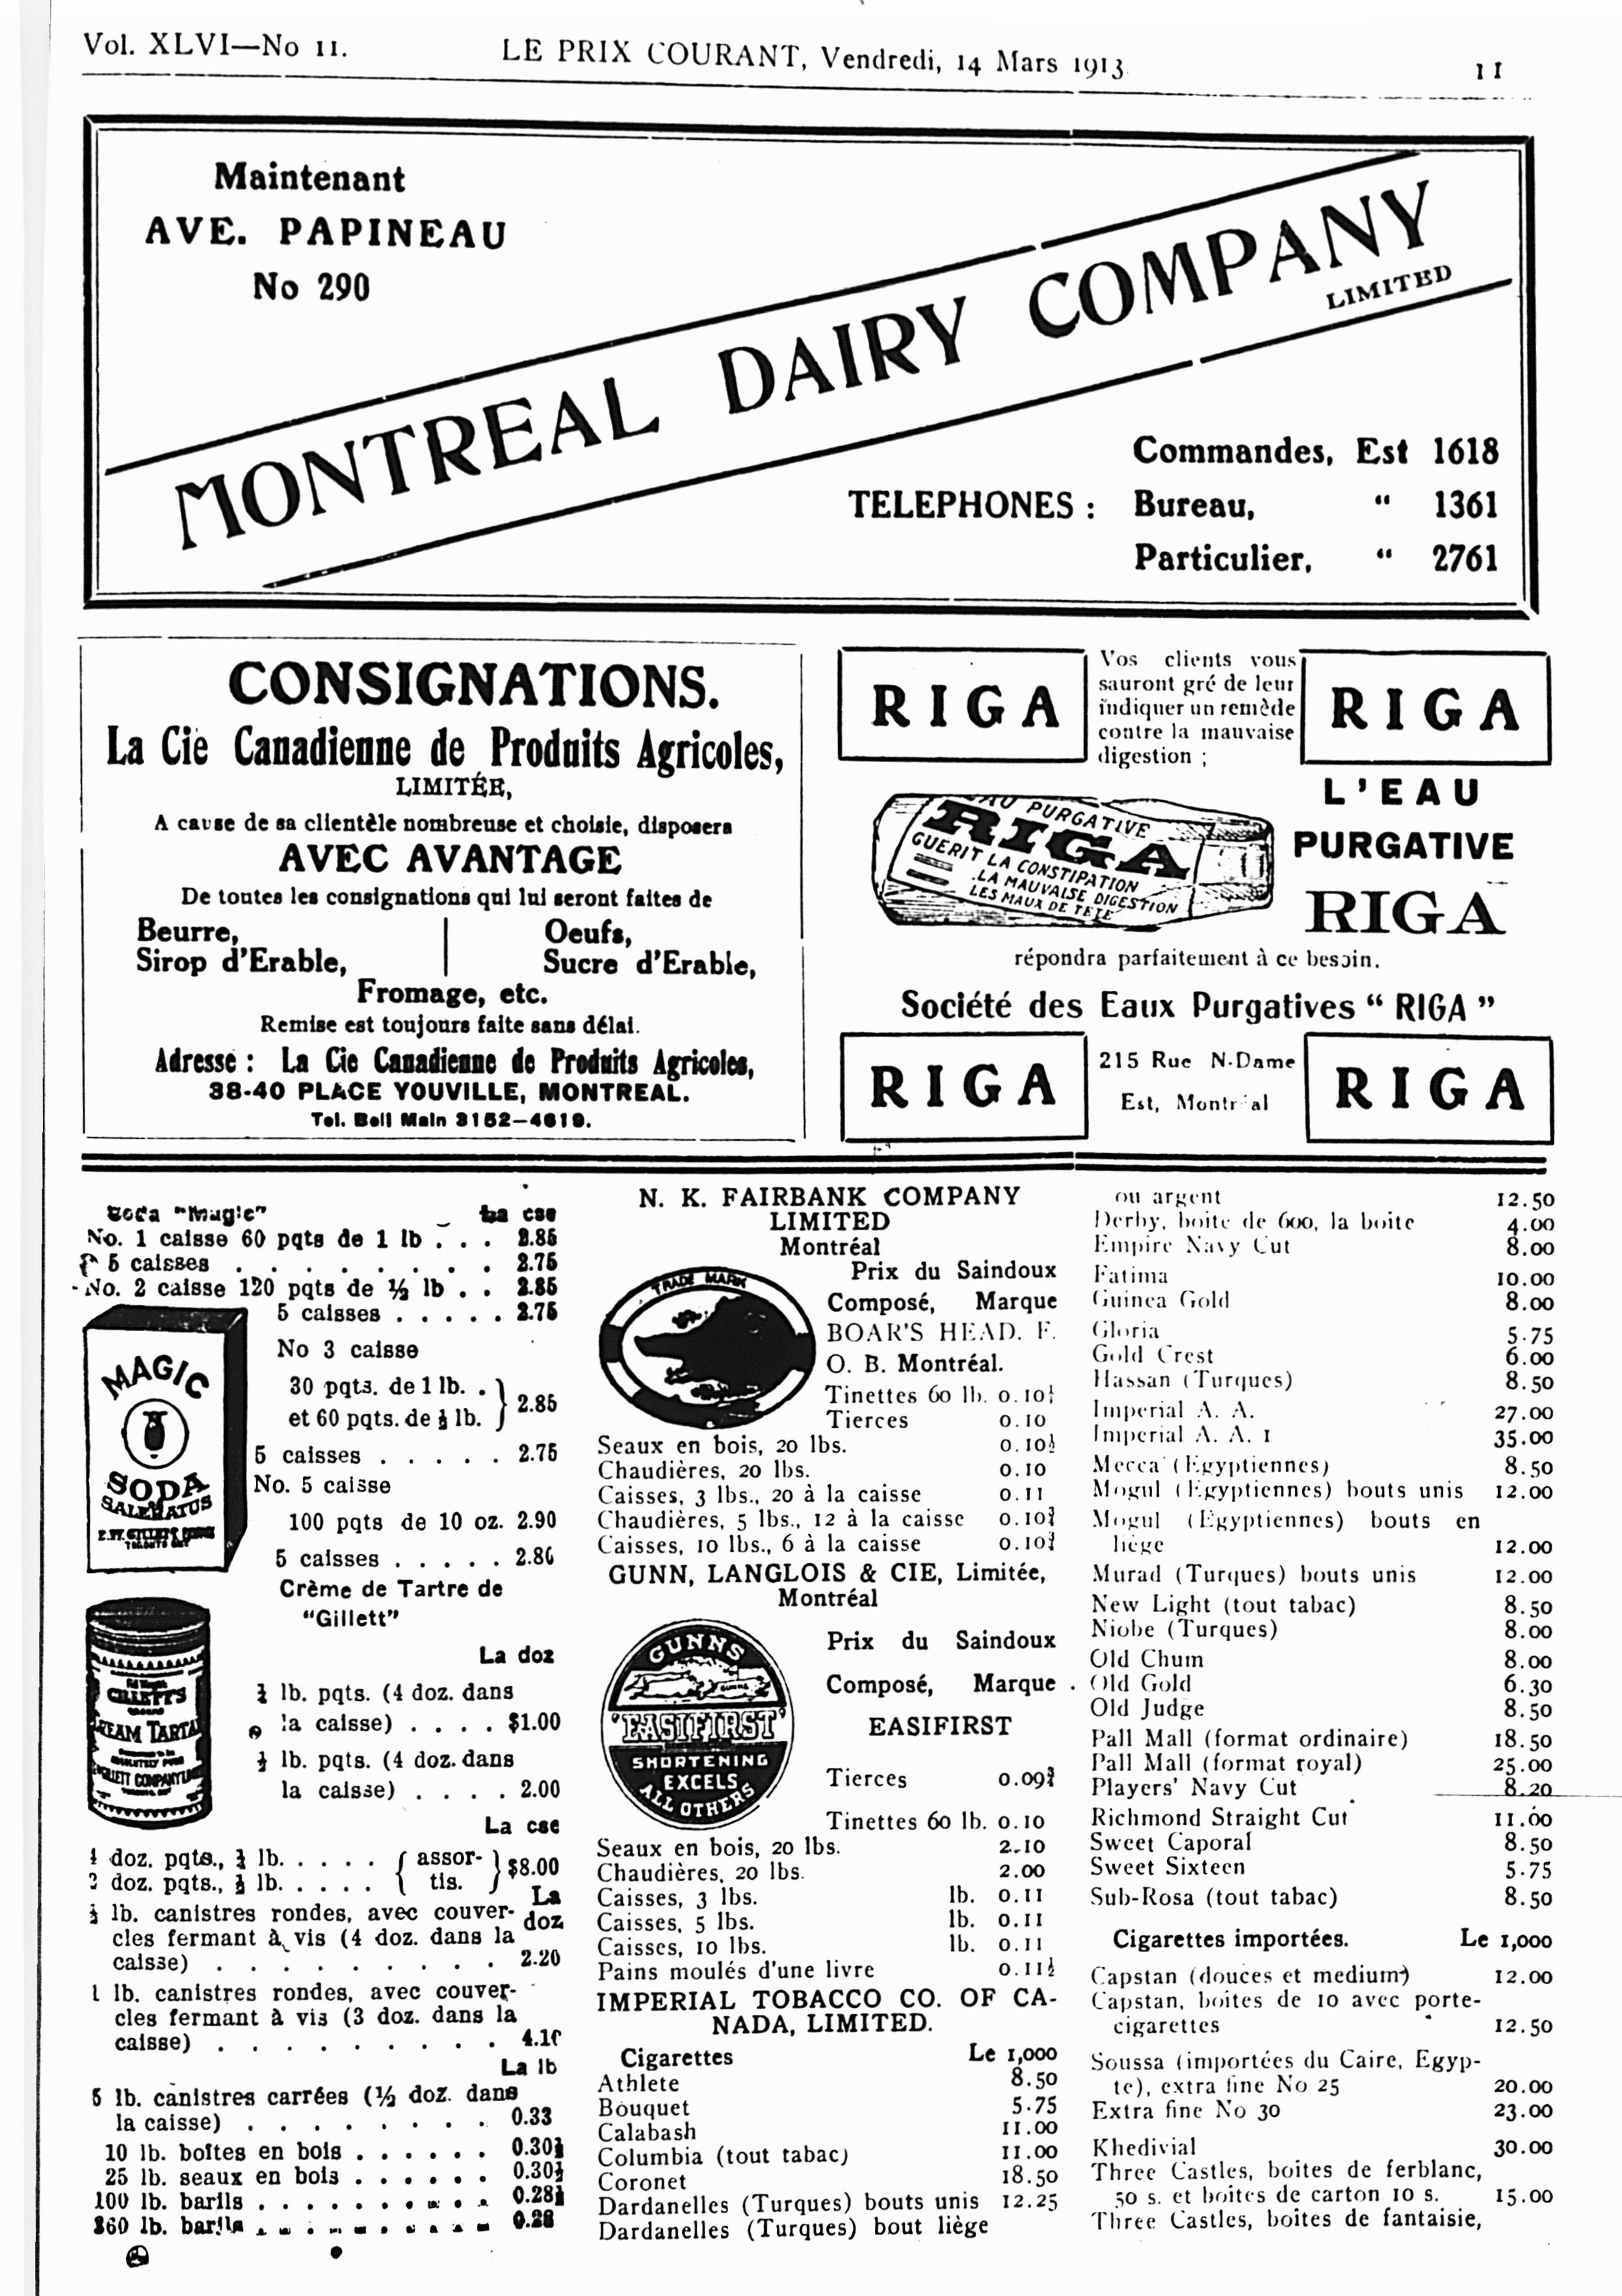 Vol. XLVI—No 11.
LE PRIX COURANT, Vendredi, 14 Mars 1913
11
Maintenant
AVE. PAPINEAU
No 290
MONTREAL DAIRY COMPANY
LIMITED
TELEPHONES :
Commandes, Est 1618
Bureau, “ 1361
Particulier, “ 2761
CONSIGNATIONS.
La Cie Canadienne de Produits Agricoles,
LIMITÉE,
A cause de sa clientèle nombreuse et choisie, disposera
AVEC AVANTAGE
De toutes les consignations qui lui seront faites de
Beurre, Oeufs,
Sirop d'Erable, Sucre d'Erable,
Fromage, etc.
Remise est toujours faite sans délai.
Adresse : La Cie Canadienne de Produits Agricoles,
38-40 PLACE YOUVILLE, MONTREAL.
Tel. Bell Main 3152—4619.
RIGA
Vos clients vous
sauront gré de leur
indiquer un remède
contre la mauvaise
digestion ;
RIGA
EAU PURGATIVE
RIGA
GUERIT LA CONSTIPATION
LA MAUVAISE DIGESTION
LES MAUX DE TETE
L'EAU
PURGATIVE
RIGA
répondra parfaitement à ce besoin.
Société des Eaux Purgatives “ RIGA ”
RIGA
215 Rue N-Dame
Est, Montréal
RIGA
Soda "Magic" La cse
No. 1 caisse 60 pqts de 1 lb . . . 2.85
5 caisses . . . . . . . . 2.75
No. 2 caisse 120 pqts de ½ lb . . 2.85
5 caisses . . . . . 2.75
No 3 caisse
30 pqts. de 1 lb. .
et 60 pqts. de ½ lb. } 2.85
5 caisses . . . . . 2.75
No. 5 caisse
100 pqts de 10 oz. 2.90
5 caisses . . . . . 2.80
MAGIC
SODA
SALERATUS
Crème de Tartre de
"Gillett"
GILLETT'S
CREAM TARTAR
La doz
¼ lb. pqts. (4 doz. dans
la caisse) . . . . $1.00
½ lb. pqts. (4 doz. dans
la caisse) . . . . 2.00
La cse
4 doz. pqts., ¼ lb. . . . . { assor- } $8.00
2 doz. pqts., ½ lb. . . . . { tis. }
La
doz
½ lb. canistres rondes, avec couver-
cles fermant à vis (4 doz. dans la
caisse) . . . . . . . . . 2.20
1 lb. canistres rondes, avec couver-
cles fermant à vis (3 doz. dans la
caisse) . . . . . . . . . 4.10
La lb
5 lb. canistres carrées (½ doz. dans
la caisse) . . . . . . . . . 0.33
10 lb. boîtes en bois . . . . . . 0.30½
25 lb. seaux en bois . . . . . . 0.30½
100 lb. barils . . . . . . . . . 0.28½
360 lb. barils . . . . . . . . . 0.28
N. K. FAIRBANK COMPANY
LIMITED
Montréal
TRADE MARK
Prix du Saindoux
Composé, Marque
BOAR'S HEAD. F.
O. B. Montréal.
Tinettes 60 lb. 0.10¼
Tierces 0.10
Seaux en bois, 20 lbs. 0.10½
Chaudières, 20 lbs. 0.10
Caisses, 3 lbs., 20 à la caisse 0.11
Chaudières, 5 lbs., 12 à la caisse 0.10¾
Caisses, 10 lbs., 6 à la caisse 0.10¾
GUNN, LANGLOIS & CIE, Limitée,
Montréal
GUNNS
'EASIFIRST'
SHORTENING
EXCELS
ALL OTHERS
Prix du Saindoux
Composé, Marque
EASIFIRST
Tierces 0.09¾
Tinettes 60 lb. 0.10
Seaux en bois, 20 lbs. 2.10
Chaudières, 20 lbs. 2.00
Caisses, 3 lbs. lb. 0.11
Caisses, 5 lbs. lb. 0.11
Caisses, 10 lbs. lb. 0.11
Pains moulés d'une livre 0.11½
IMPERIAL TOBACCO CO. OF CA-
NADA, LIMITED.
Cigarettes Le 1,000
Athlete 8.50
Bouquet 5.75
Calabash 11.00
Columbia (tout tabac) 11.00
Coronet 18.50
Dardanelles (Turques) bouts unis 12.25
Dardanelles (Turques) bout liège
ou argent 12.50
Derby, boite de 600, la boite 4.00
Empire Navy Cut 8.00
Fatima 10.00
Guinea Gold 8.00
Gloria 5.75
Gold Crest 6.00
Hassan (Turques) 8.50
Imperial A. A. 27.00
Imperial A. A. 1 35.00
Mecca (Egyptiennes) 8.50
Mogul (Egyptiennes) bouts unis 12.00
Mogul (Egyptiennes) bouts en
liège 12.00
Murad (Turques) bouts unis 12.00
New Light (tout tabac) 8.50
Niobe (Turques) 8.00
Old Chum 8.00
Old Gold 6.30
Old Judge 8.50
Pall Mall (format ordinaire) 18.50
Pall Mall (format royal) 25.00
Players' Navy Cut 8.20
Richmond Straight Cut 11.00
Sweet Caporal 8.50
Sweet Sixteen 5.75
Sub-Rosa (tout tabac) 8.50
Cigarettes importées. Le 1,000
Capstan (douces et medium) 12.00
Capstan, boites de 10 avec porte-
cigarettes 12.50
Soussa (importées du Caire, Egyp-
te), extra fine No 25 20.00
Extra fine No 30 23.00
Khedivial 30.00
Three Castles, boites de ferblanc,
50 s. et boites de carton 10 s. 15.00
Three Castles, boites de fantaisie,